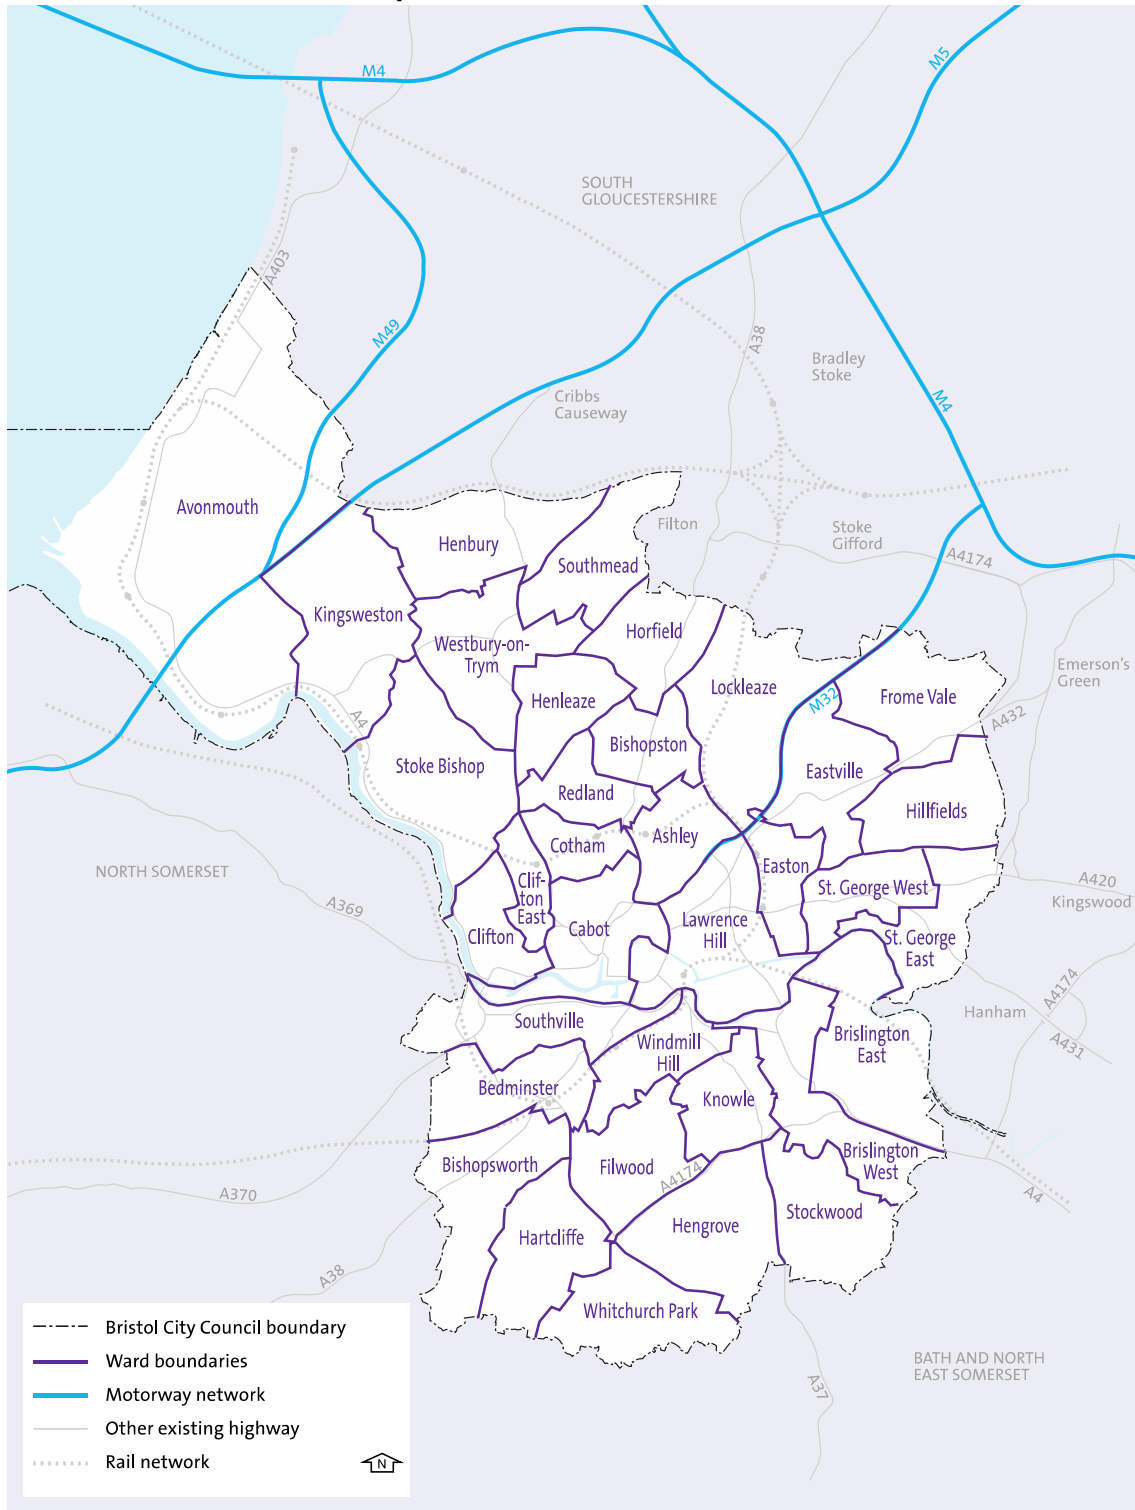 M4
M5
SOUTH
GLOUCESTERSHIRE
A403
M49
A38
Bradley
Stoke
Cribbs
Causeway
M4
Avonmouth
Filton
Stoke
Gifford
Henbury
Southmead
A4174
Kingsweston
Horfield
Westbury-on-
Trym
Emerson's
Green
Lockleaze
Frome Vale
Henleaze
M32
A4
A432
Bishopston
Stoke Bishop
Eastville
Redland
Hillfields
Ashley
Cotham
NORTH SOMERSET
Easton
Clif-
ton
East
St. George West
A420
Kingswood
A369
Lawrence
Hill
Cabot
Clifton
St. George
East
A4174
Hanham
Southville
Windmill
Hill
Brislington
East
A431
Bedminster
Knowle
Bishopsworth
Filwood
A4174
Brislington
West
A370
A4
Stockwood
Hengrove
Hartcliffe
A38
Whitchurch Park
BATH AND NORTH
EAST SOMERSET
A37
Bristol City Council boundary
Ward boundaries
Motorway network
Other existing highway
Rail network
N